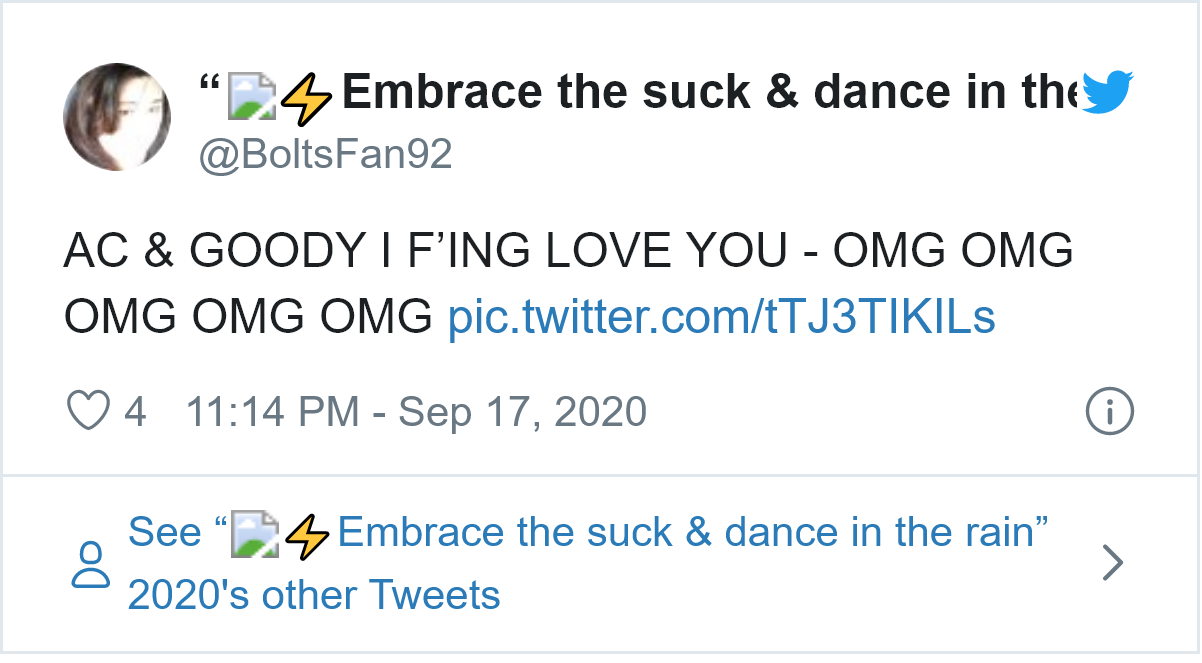 “⚡Embrace the suck & dance in the
@BoltsFan92
AC & GOODY I F’ING LOVE YOU - OMG OMG
OMG OMG OMG pic.twitter.com/tTJ3TIKILs
4 11:14 PM - Sep 17, 2020
See “⚡Embrace the suck & dance in the rain”
2020's other Tweets